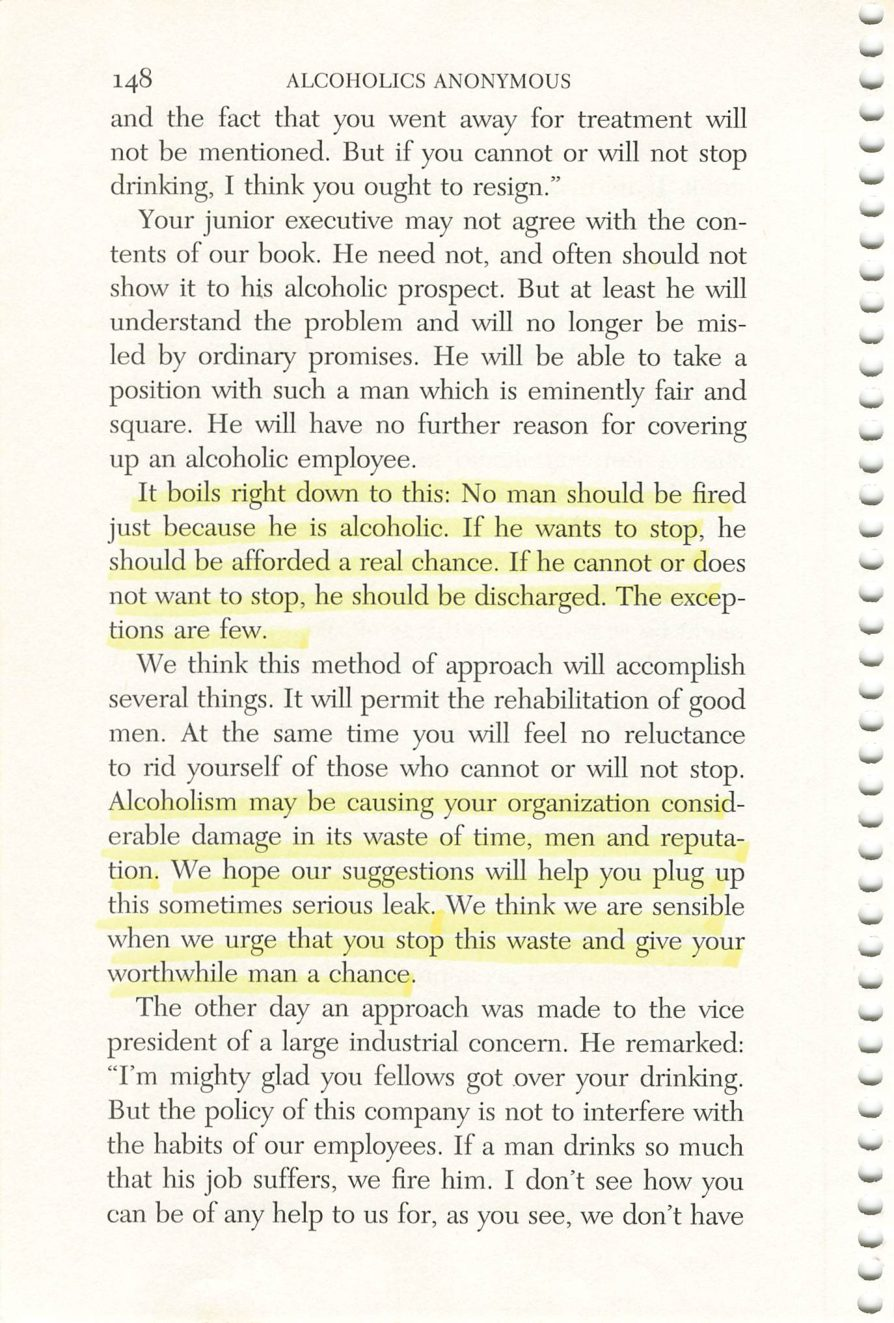 148 ALCOHOLICS ANONYMOUS
and the fact that you went away for treatment will
not be mentioned. But if you cannot or will not stop
drinking, I think you ought to resign.”
Your junior executive may not agree with the con-
tents of our book. He need not, and often should not
show it to his alcoholic prospect. But at least he will
understand the problem and will no longer be mis-
led by ordinary promises. He will be able to take a
position with such a man which is eminently fair and
square. He will have no further reason for covering
up an alcoholic employee.
It boils right down to this: No man should be fired
just because he is alcoholic. If he wants to stop, he
should be afforded a real chance. If he cannot or does
not want to stop, he should be discharged. The excep-
tions are few.
We think this method of approach will accomplish
several things. It will permit the rehabilitation of good
men. At the same time you will feel no reluctance
to rid yourself of those who cannot or will not stop.
Alcoholism may be causing your organization consid-
erable damage in its waste of time, men and reputa-
tion. We hope our suggestions will help you plug up
this sometimes serious leak. We think we are sensible
when we urge that you stop this waste and give your
worthwhile man a chance.
The other day an approach was made to the vice
president of a large industrial concern. He remarked:
“I’m mighty glad you fellows got over your drinking.
But the policy of this company is not to interfere with
the habits of our employees. If a man drinks so much
that his job suffers, we fire him. I don’t see how you
can be of any help to us for, as you see, we don’t have